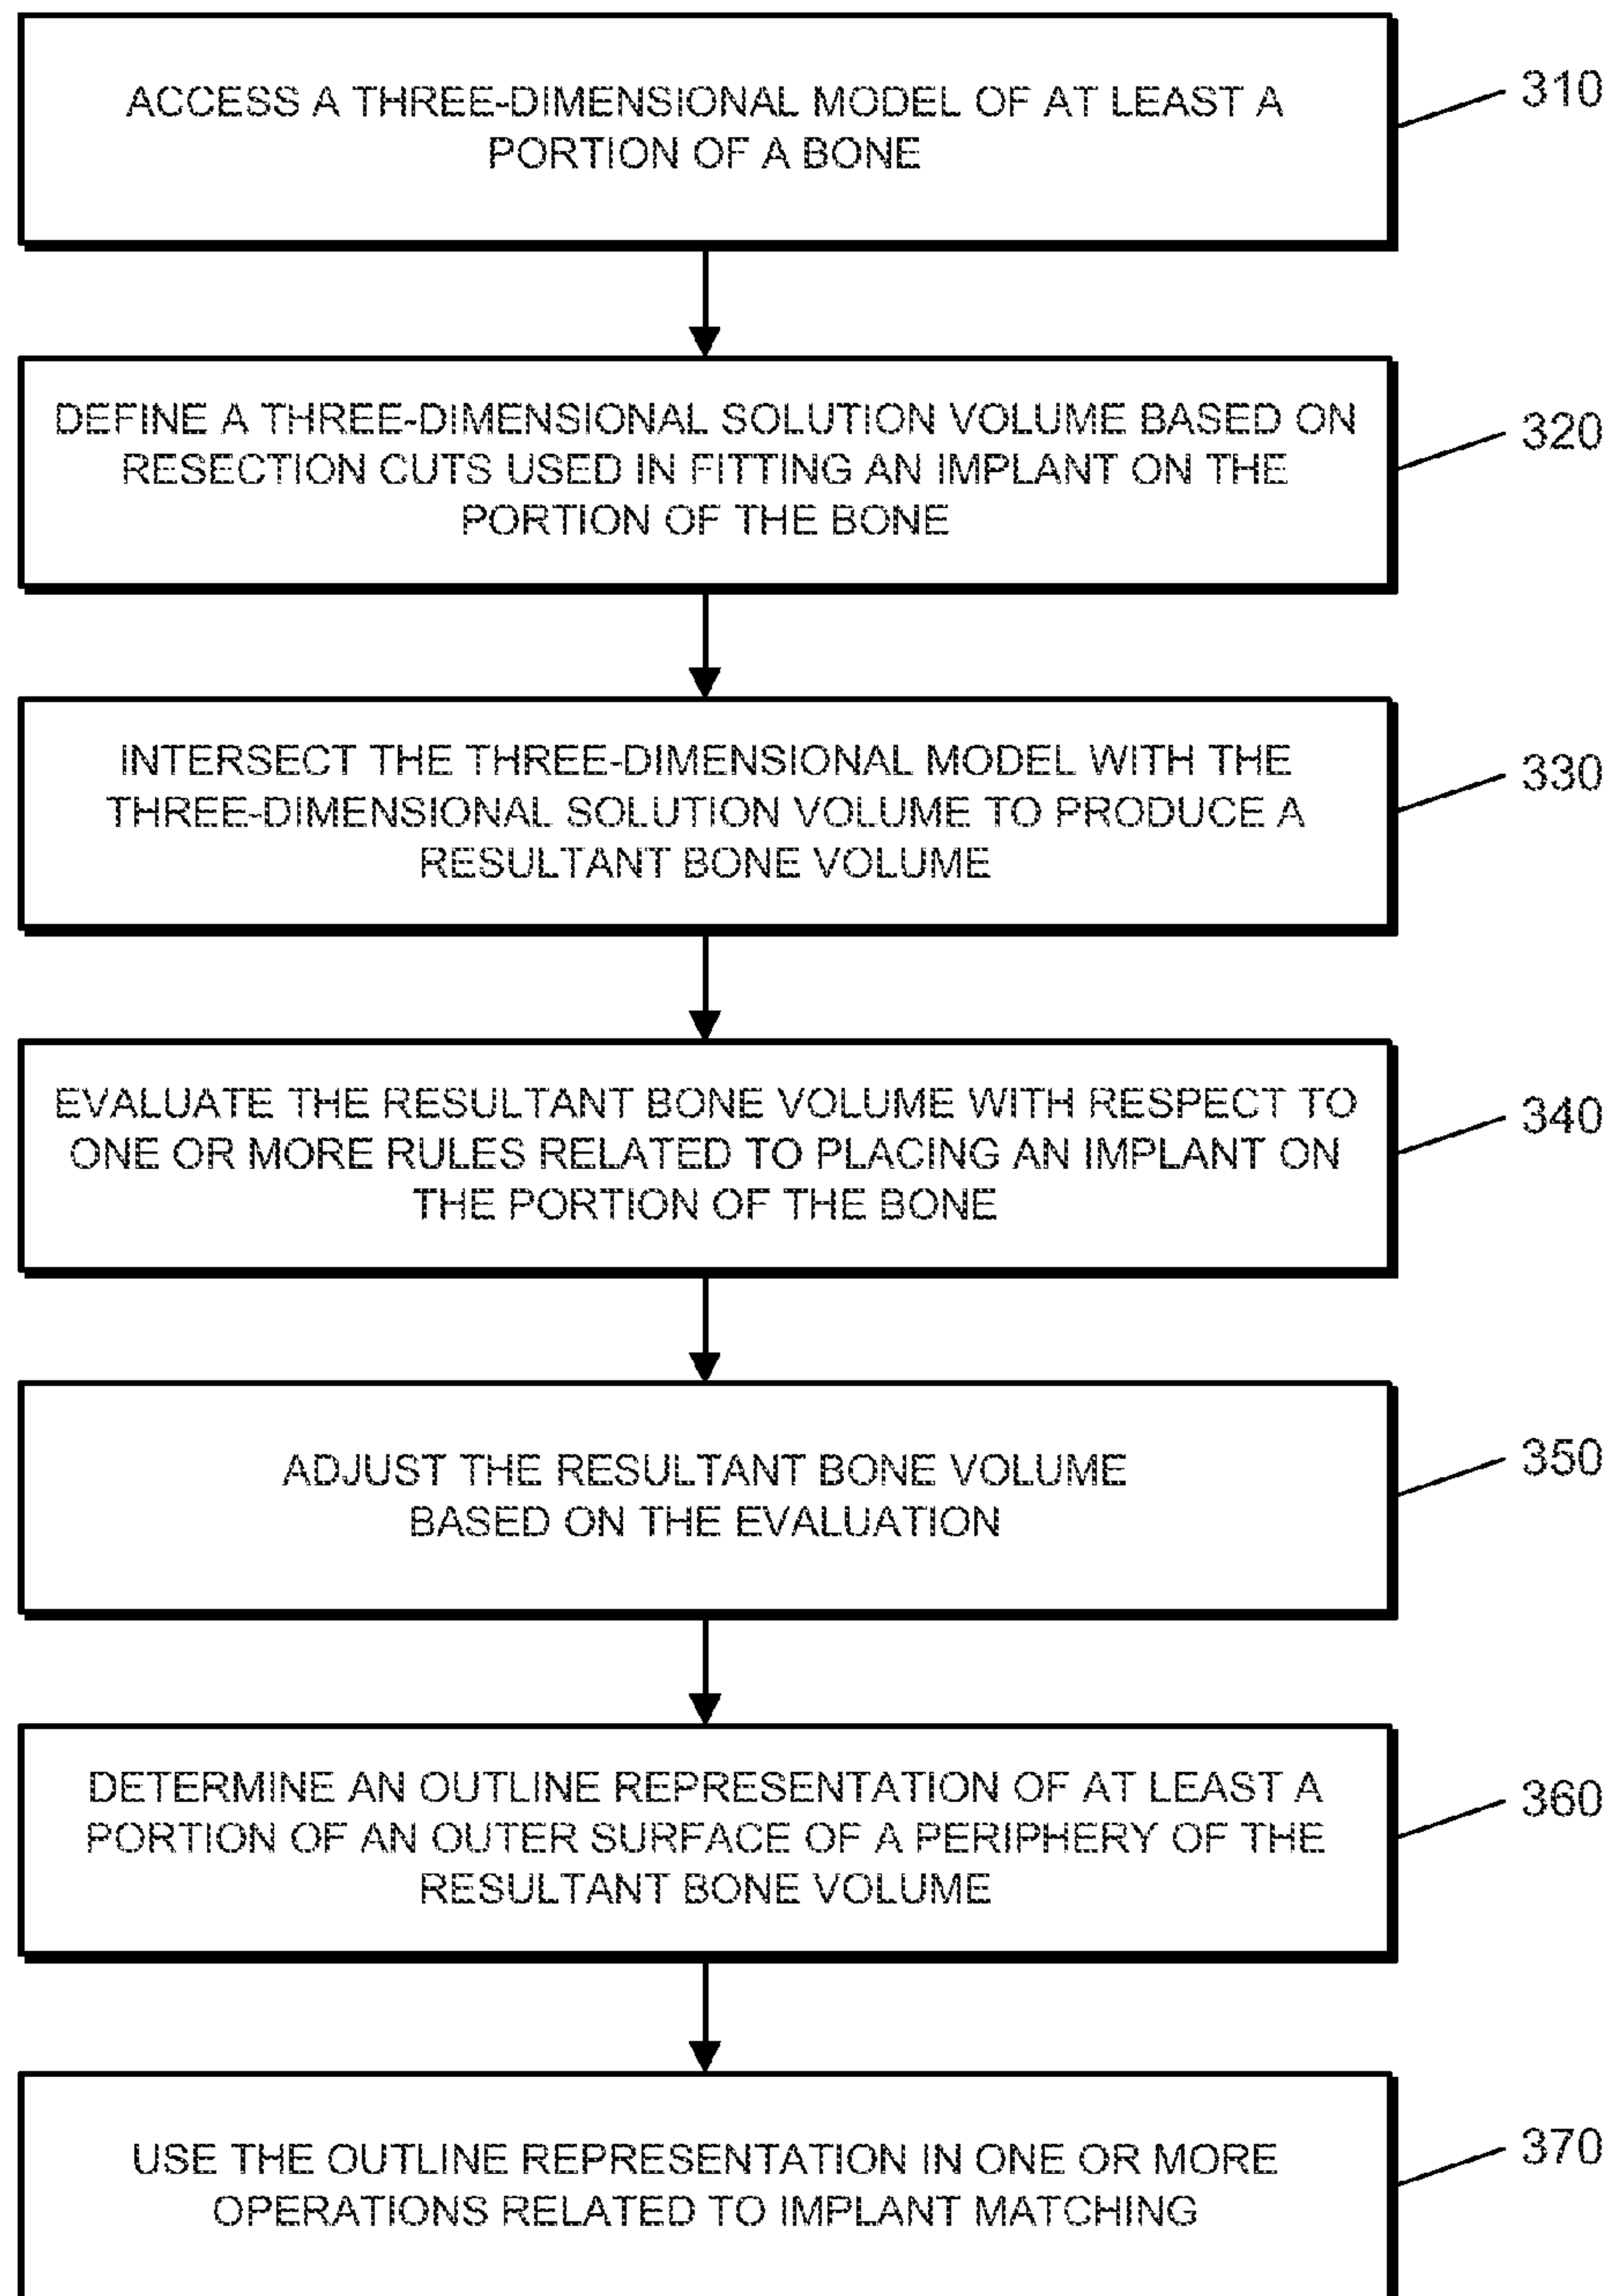 ACCESS A THREE-DIMENSIONAL MODEL OF AT LEAST A
PORTION OF A BONE
310
DEFINE A THREE-DIMENSIONAL SOLUTION VOLUME BASED ON
RESECTION CUTS USED IN FITTING AN IMPLANT ON THE
PORTION OF THE BONE
320
INTERSECT THE THREE-DIMENSIONAL MODEL WITH THE
THREE-DIMENSIONAL SOLUTION VOLUME TO PRODUCE A
RESULTANT BONE VOLUME
330
EVALUATE THE RESULTANT BONE VOLUME WITH RESPECT TO
ONE OR MORE RULES RELATED TO PLACING AN IMPLANT ON
THE PORTION OF THE BONE
340
ADJUST THE RESULTANT BONE VOLUME
BASED ON THE EVALUATION
350
DETERMINE AN OUTLINE REPRESENTATION OF AT LEAST A
PORTION OF AN OUTER SURFACE OF A PERIPHERY OF THE
RESULTANT BONE VOLUME
360
USE THE OUTLINE REPRESENTATION IN ONE OR MORE
OPERATIONS RELATED TO IMPLANT MATCHING
370